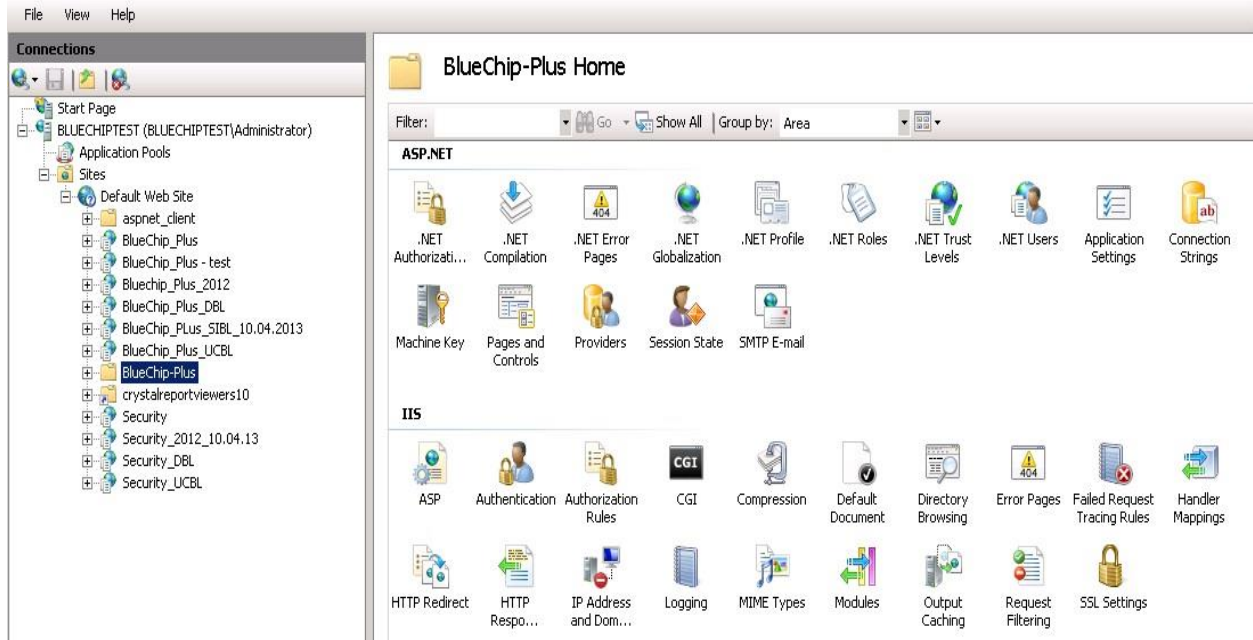 File View Help
Connections
Start Page
BLUECHIPTEST (BLUECHIPTEST\Administrator)
Application Pools
Sites
Default Web Site
aspnet_client
BlueChip_Plus
BlueChip_Plus - test
Bluechip_Plus_2012
BlueChip_Plus_DBL
BlueChip_PLus_SIBL_10.04.2013
BlueChip_Plus_UCBL
BlueChip-Plus
crystalreportviewers10
Security
Security_2012_10.04.13
Security_DBL
Security_UCBL
BlueChip-Plus Home
Filter: Go Show All Group by: Area
ASP.NET
.NET Authorizati...
.NET Compilation
404
.NET Error Pages
.NET Globalization
.NET Profile
.NET Roles
.NET Trust Levels
.NET Users
Application Settings
ab
Connection Strings
Machine Key
Pages and Controls
Providers
Session State
SMTP E-mail
IIS
ASP
Authentication
Authorization Rules
CGI
CGI
Compression
Default Document
Directory Browsing
404
Error Pages
Failed Request Tracing Rules
Handler Mappings
HTTP Redirect
HTTP Respo...
IP Address and Dom...
Logging
MIME Types
Modules
Output Caching
Request Filtering
SSL Settings